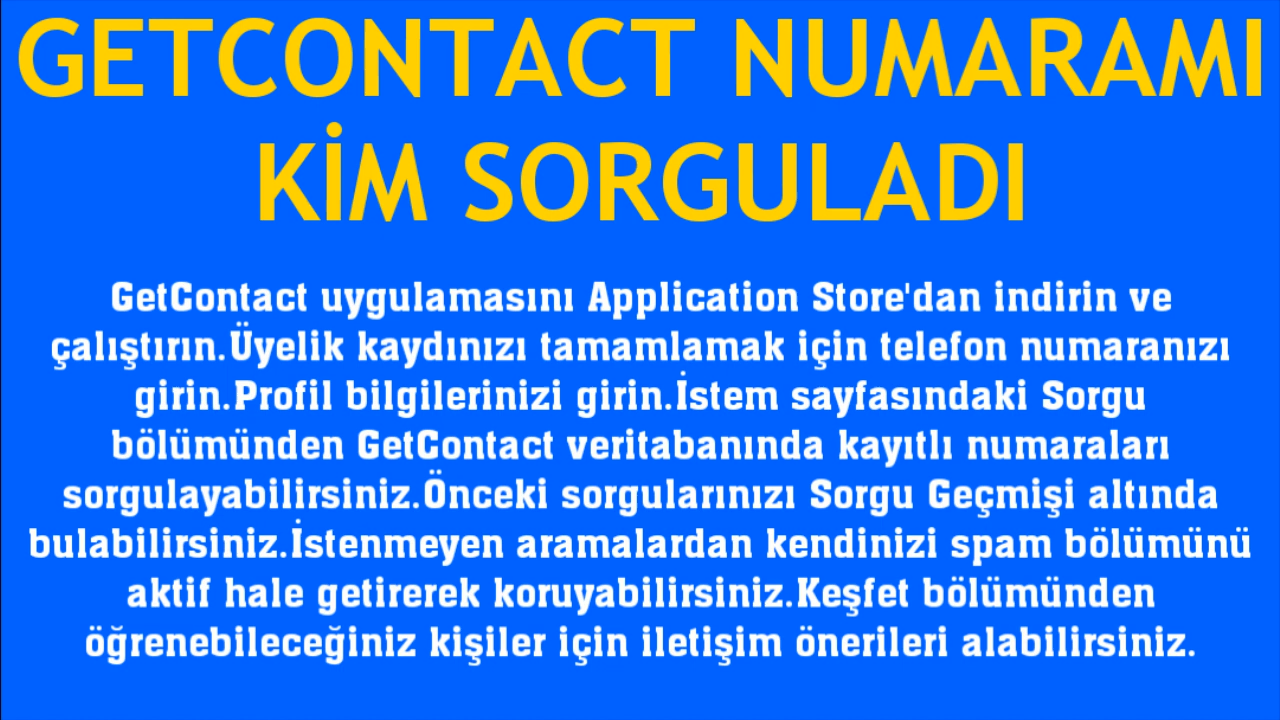 GETCONTACT NUMARAMI
KİM SORGULADI
GetContact uygulamasını Application Store'dan indirin ve
çalıştırın.Üyelik kaydınızı tamamlamak için telefon numaranızı
girin.Profil bilgilerinizi girin.İstem sayfasındaki Sorgu
bölümünden GetContact veritabanında kayıtlı numaraları
sorgulayabilirsiniz.Önceki sorgularınızı Sorgu Geçmişi altında
bulabilirsiniz.İstenmeyen aramalardan kendinizi spam bölümünü
aktif hale getirerek koruyabilirsiniz.Keşfet bölümünden
öğrenebileceğiniz kişiler için iletişim önerileri alabilirsiniz.